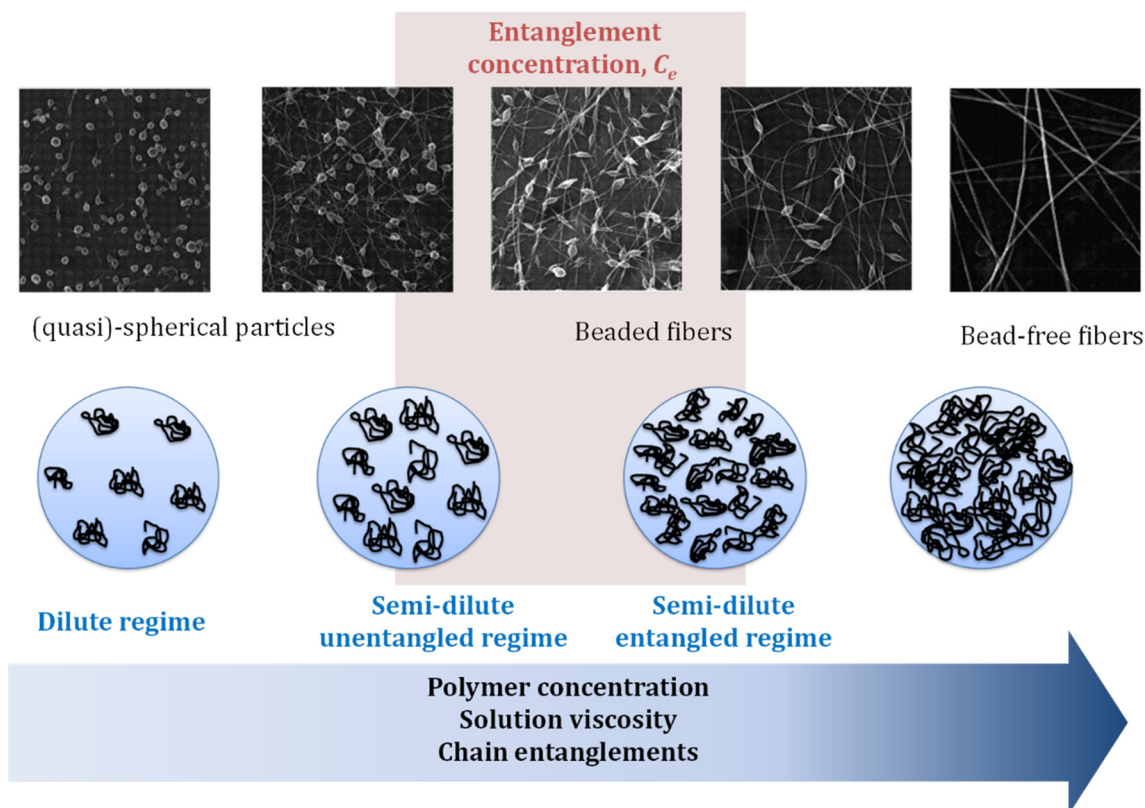 Entanglement
concentration, Cₑ
(quasi)-spherical particles
Beaded fibers
Bead-free fibers
Dilute regime
Semi-dilute
unentangled regime
Semi-dilute
entangled regime
Polymer concentration
Solution viscosity
Chain entanglements